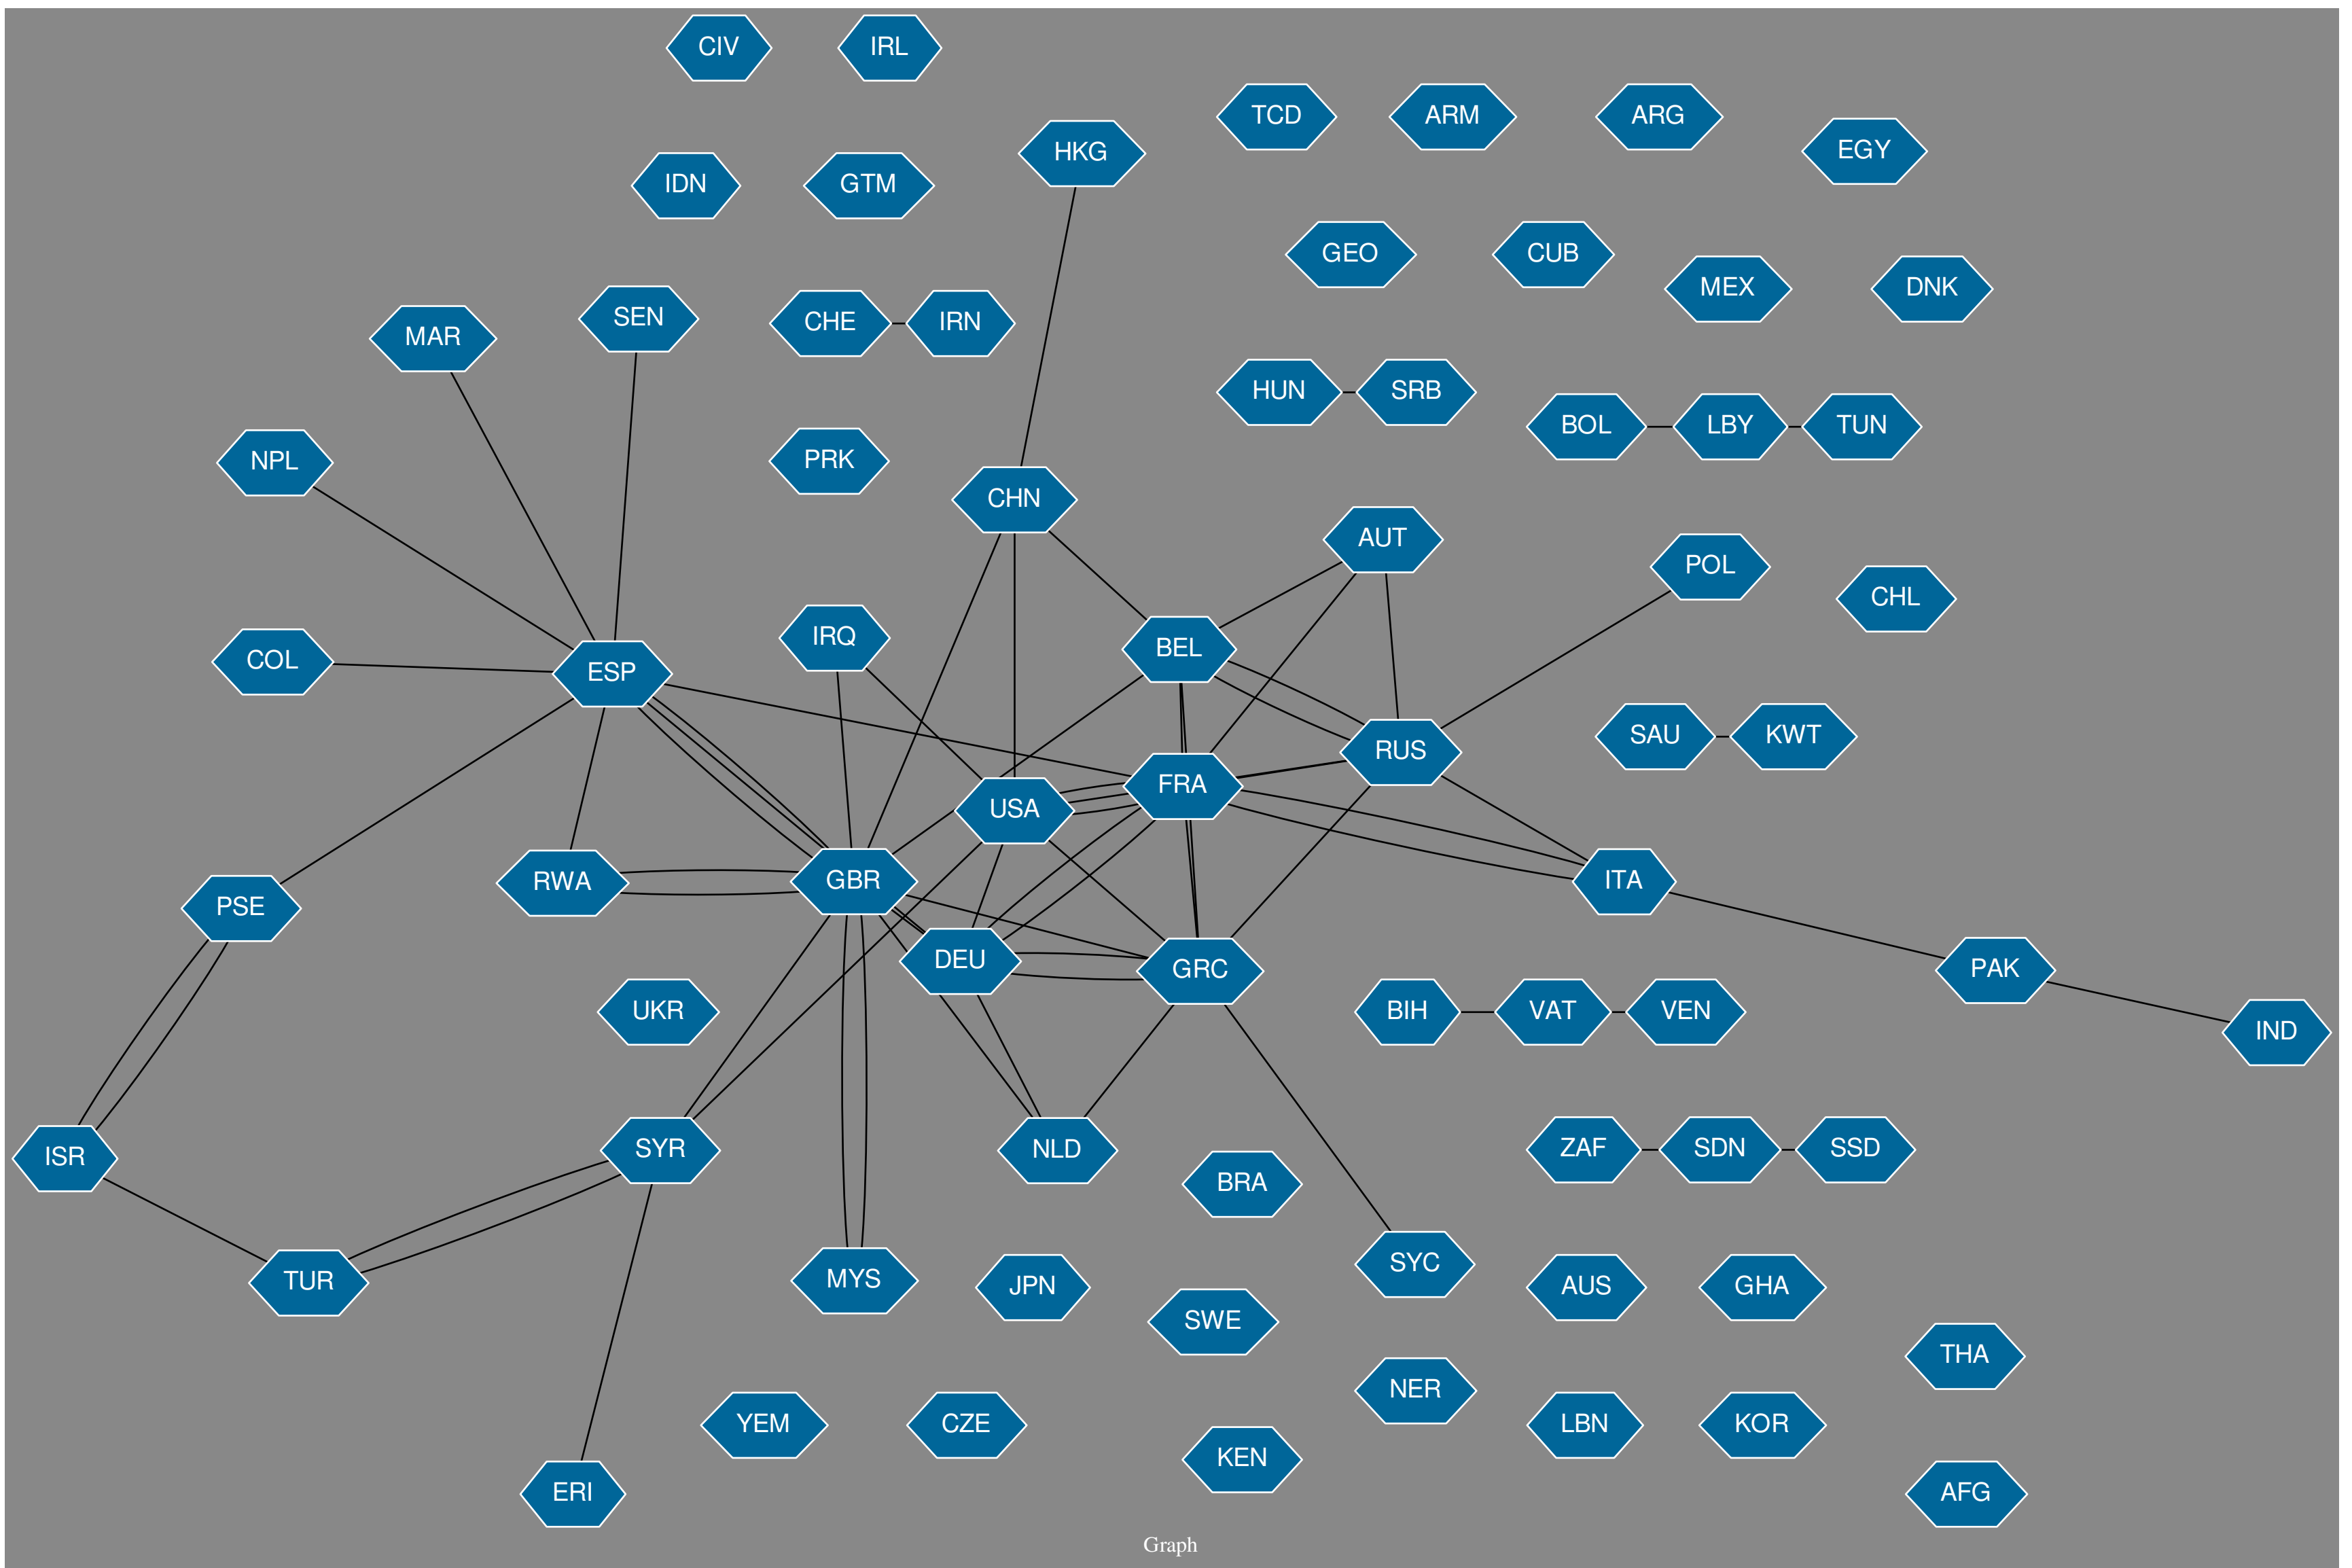 CIV
IRL
TCD
ARM
ARG
EGY
HKG
IDN
GTM
GEO
CUB
MEX
DNK
MAR
SEN
CHE
IRN
HUN
SRB
BOL
LBY
TUN
NPL
PRK
CHN
AUT
POL
CHL
COL
ESP
IRQ
BEL
RUS
SAU
KWT
USA
FRA
PSE
RWA
GBR
ITA
DEU
GRC
PAK
UKR
BIH
VAT
VEN
IND
ISR
SYR
NLD
BRA
ZAF
SDN
SSD
TUR
MYS
JPN
SWE
SYC
AUS
GHA
THA
NER
YEM
CZE
KEN
LBN
KOR
ERI
AFG
Graph